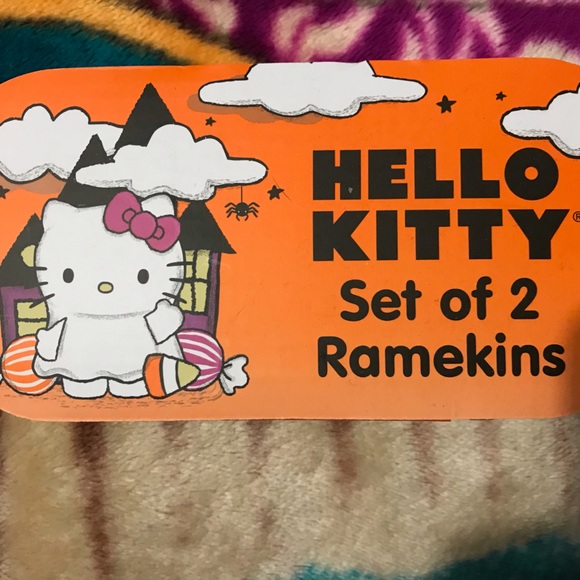 HELLO
KITTY®
Set of 2
Ramekins